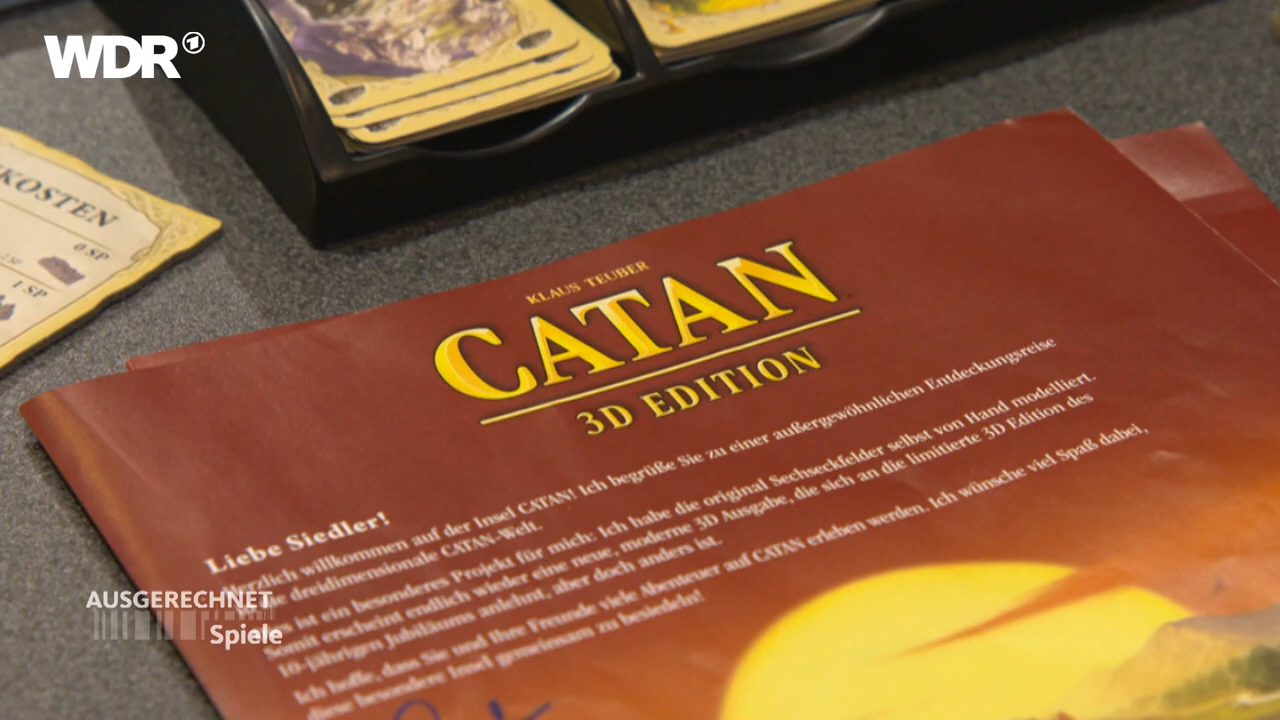 WDR
KOSTEN
0 SP
1 SP
KLAUS TEUBER
CATAN
3D EDITION
Liebe Siedler!
Herzlich willkommen auf der Insel CATAN! Ich begrüße Sie zu einer außergewöhnlichen Entdeckungsreise
dreidimensionale CATAN-Welt.
ist ein besonderes Projekt für mich: Ich habe die original Sechseckfelder selbst von Hand modelliert.
Somit erscheint endlich wieder eine neue, moderne 3D Ausgabe, die sich an die limitierte 3D Edition des
10-jährigen Jubiläums anlehnt, aber doch anders ist.
Ich hoffe, dass Sie und Ihre Freunde viele Abenteuer auf CATAN erleben werden. Ich wünsche viel Spaß dabei,
diese besondere Insel gemeinsam zu besiedeln!
AUSGERECHNET
Spiele